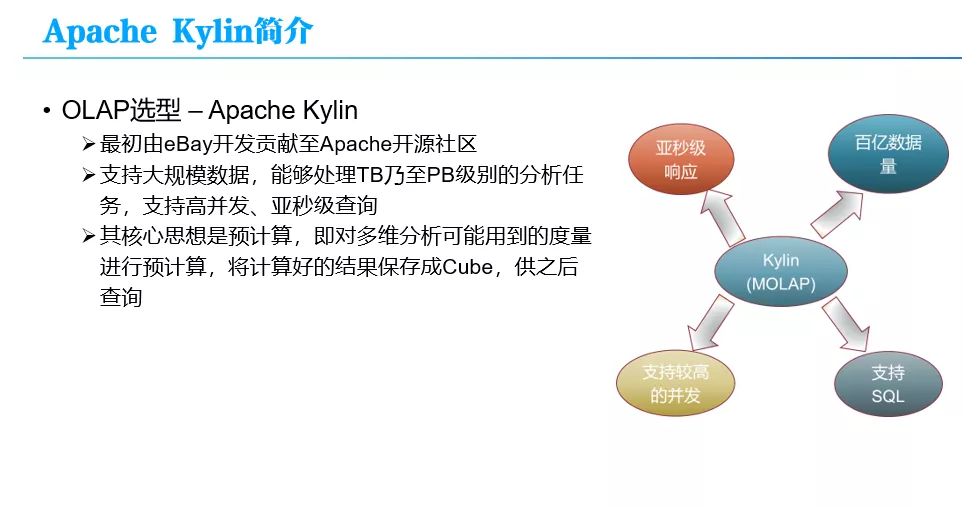 Apache Kylin简介
• OLAP选型 – Apache Kylin
➢最初由eBay开发贡献至Apache开源社区
➢支持大规模数据，能够处理TB乃至PB级别的分析任
务，支持高并发、亚秒级查询
➢其核心思想是预计算，即对多维分析可能用到的度量
进行预计算，将计算好的结果保存成Cube，供之后
查询
亚秒级
响应
百亿数据
量
Kylin
(MOLAP)
支持较高
的并发
支持
SQL